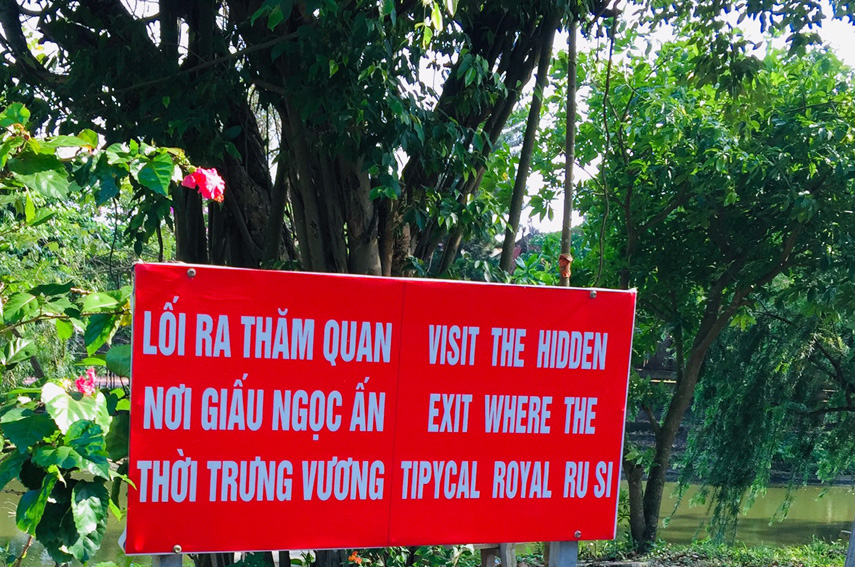 LỐI RA THĂM QUAN
NƠI GIẤU NGỌC ẤN
THỜI TRƯNG VƯƠNG
VISIT THE HIDDEN
EXIT WHERE THE
TIPYCAL ROYAL RU SI